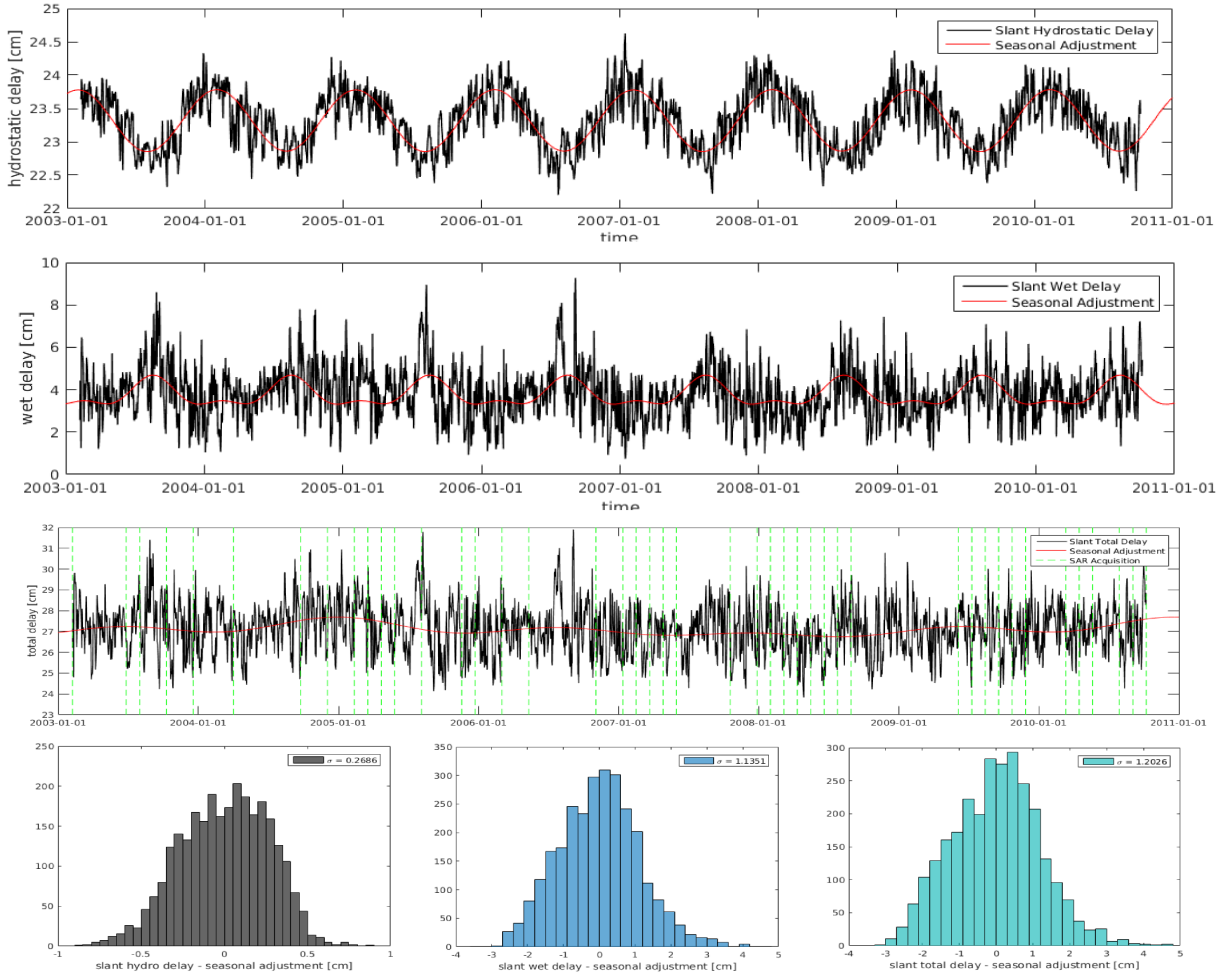 25
24.5
24
23.5
23
22.5
22
hydrostatic delay [cm]
Slant Hydrostatic Delay
Seasonal Adjustment
2003-01-01 2004-01-01 2005-01-01 2006-01-01 2007-01-01 2008-01-01 2009-01-01 2010-01-01 2011-01-01
time
10
8
6
4
2
0
wet delay [cm]
Slant Wet Delay
Seasonal Adjustment
2003-01-01 2004-01-01 2005-01-01 2006-01-01 2007-01-01 2008-01-01 2009-01-01 2010-01-01 2011-01-01
time
32
31
30
29
28
27
26
25
24
23
total delay [cm]
Slant Total Delay
Seasonal Adjustment
SAR Acquisition
2003-01-01 2004-01-01 2005-01-01 2006-01-01 2007-01-01 2008-01-01 2009-01-01 2010-01-01 2011-01-01
250
200
150
100
50
0
σ = 0.2686
-1 -0.5 0 0.5 1
slant hydro delay - seasonal adjustment [cm]
350
300
250
200
150
100
50
0
σ = 1.1351
-4 -3 -2 -1 0 1 2 3 4 5
slant wet delay - seasonal adjustment [cm]
300
250
200
150
100
50
0
σ = 1.2026
-4 -3 -2 -1 0 1 2 3 4 5
slant total delay - seasonal adjustment [cm]